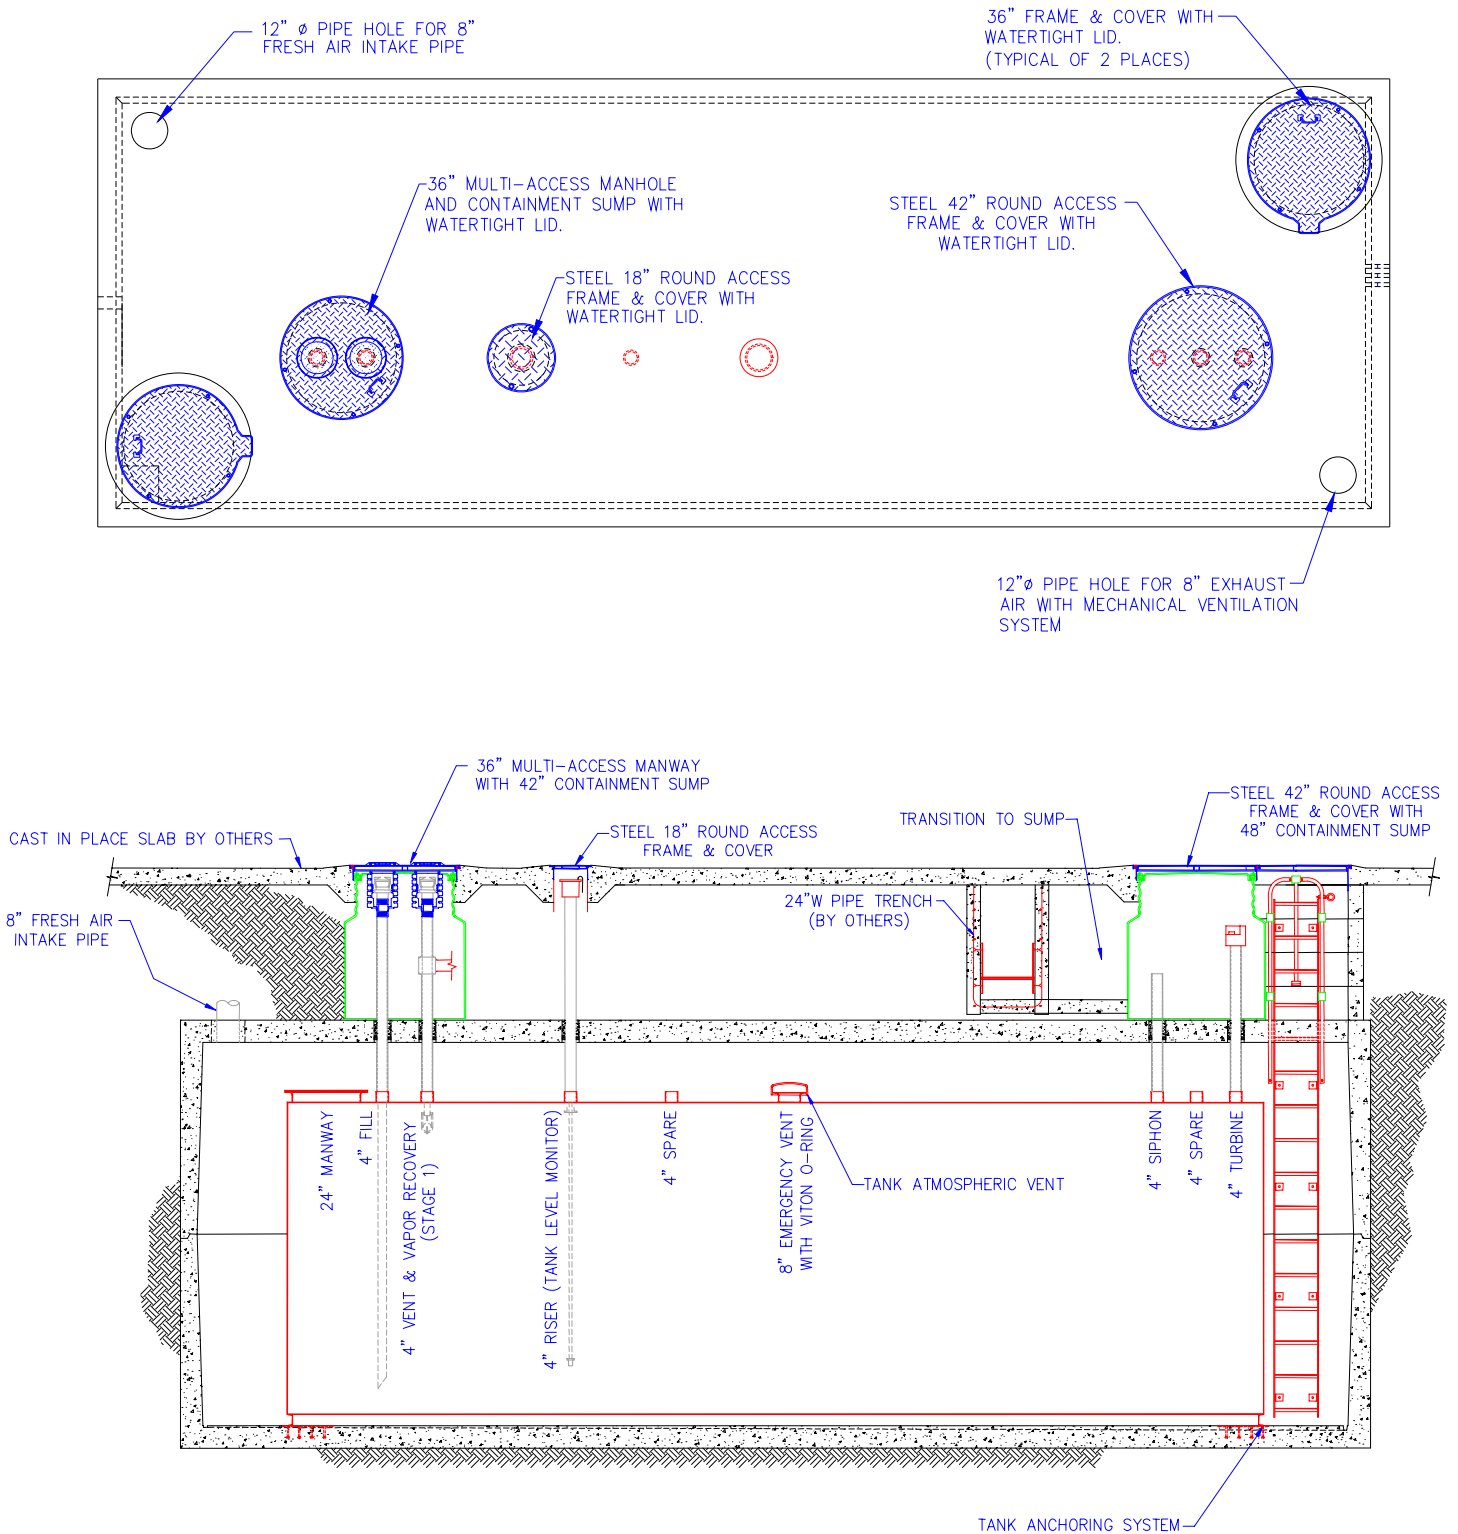 12" ø PIPE HOLE FOR 8"
FRESH AIR INTAKE PIPE
36" FRAME & COVER WITH
WATERTIGHT LID.
(TYPICAL OF 2 PLACES)
36" MULTI-ACCESS MANHOLE
AND CONTAINMENT SUMP WITH
WATERTIGHT LID.
STEEL 42" ROUND ACCESS
FRAME & COVER WITH
WATERTIGHT LID.
STEEL 18" ROUND ACCESS
FRAME & COVER WITH
WATERTIGHT LID.
12"ø PIPE HOLE FOR 8" EXHAUST
AIR WITH MECHANICAL VENTILATION
SYSTEM
36" MULTI-ACCESS MANWAY
WITH 42" CONTAINMENT SUMP
CAST IN PLACE SLAB BY OTHERS
STEEL 18" ROUND ACCESS
FRAME & COVER
TRANSITION TO SUMP
STEEL 42" ROUND ACCESS
FRAME & COVER WITH
48" CONTAINMENT SUMP
8" FRESH AIR
INTAKE PIPE
24"W PIPE TRENCH
(BY OTHERS)
24" MANWAY
4" FILL
4" VENT & VAPOR RECOVERY
(STAGE 1)
4" RISER (TANK LEVEL MONITOR)
4" SPARE
8" EMERGENCY VENT
WITH VITON O-RING
TANK ATMOSPHERIC VENT
4" SIPHON
4" SPARE
4" TURBINE
TANK ANCHORING SYSTEM